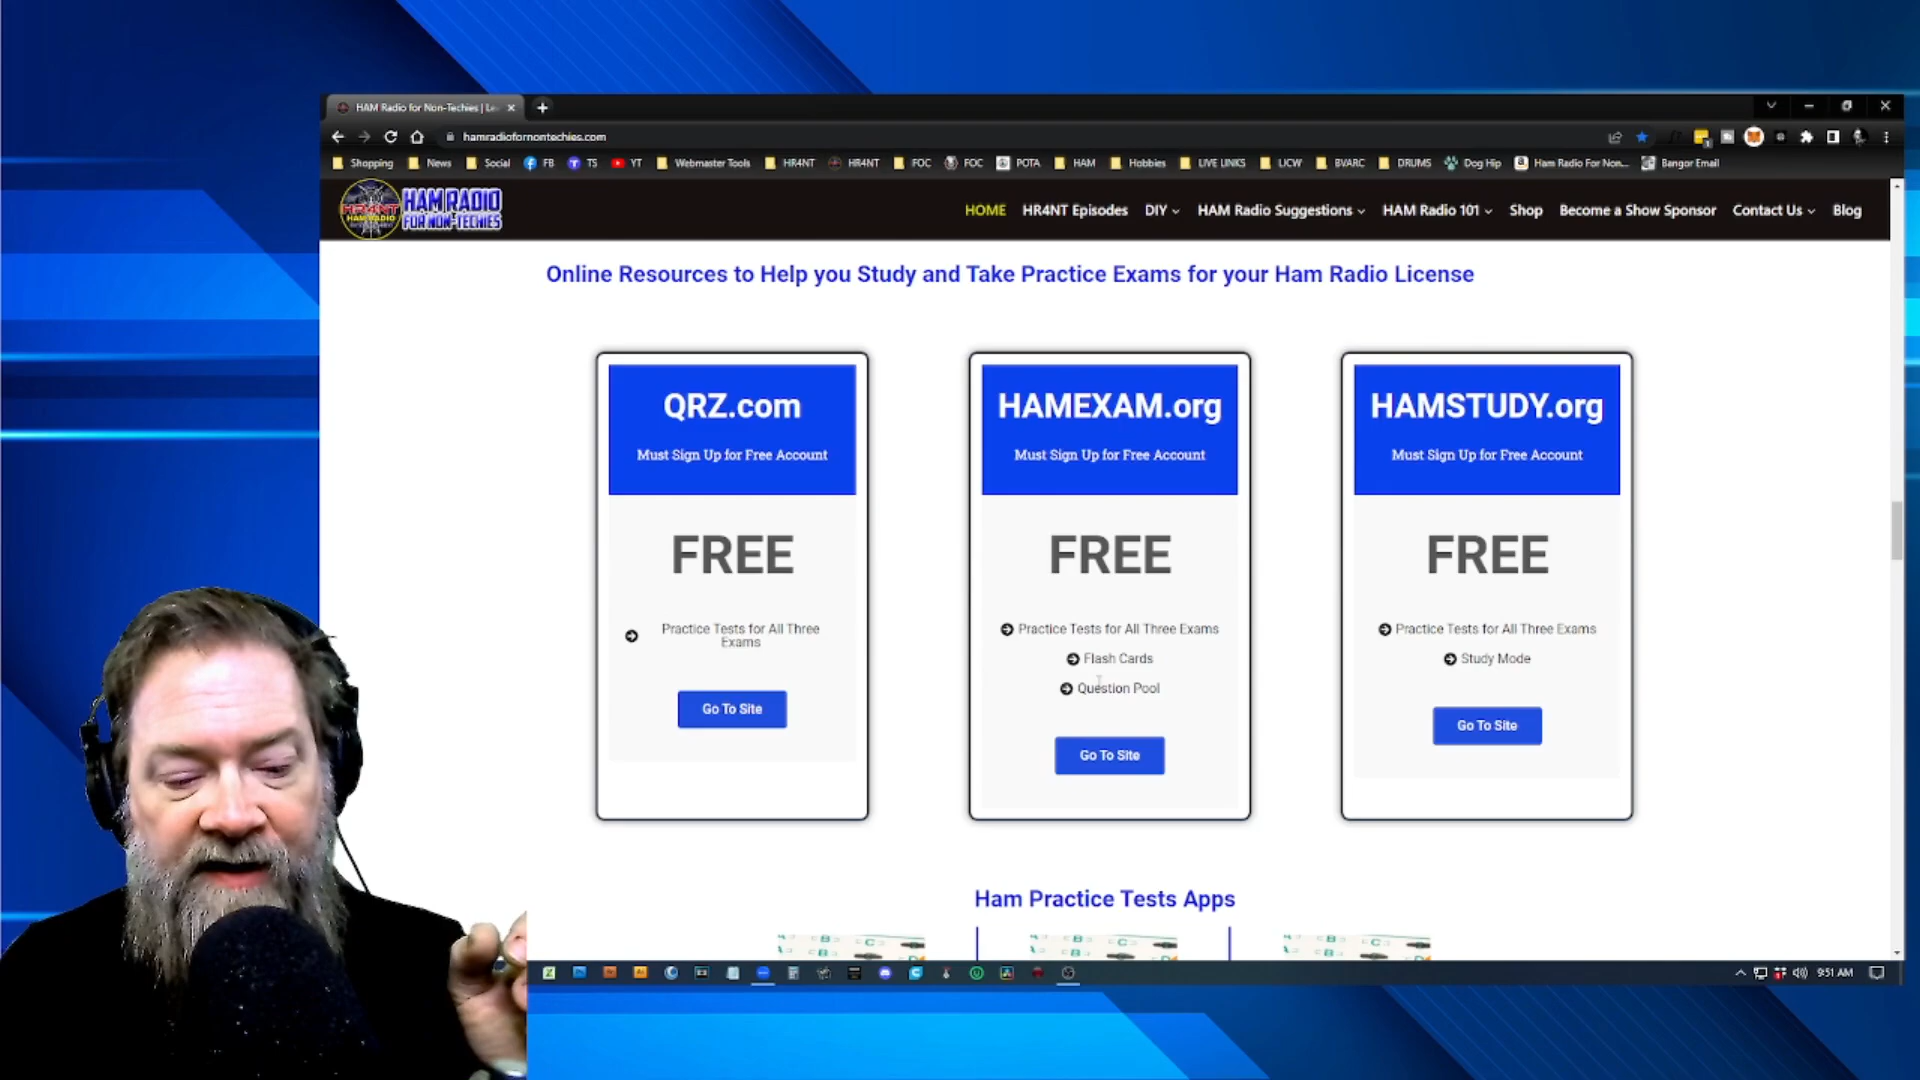 HAM Radio for Non-Techies | Le
hamradiofornontechies.com
Shopping News Social FB TS YT Webmaster Tools HR4NT HR4NT FOC FOC POTA HAM Hobbies LIVE LINKS LICW BVARC DRUMS Dog Hip Ham Radio For Non... Bangor Email
HR4NT
HAM RADIO
HAM RADIO
FOR NON-TECHIES
HOME HR4NT Episodes DIY HAM Radio Suggestions HAM Radio 101 Shop Become a Show Sponsor Contact Us Blog
Online Resources to Help you Study and Take Practice Exams for your Ham Radio License
QRZ.com
Must Sign Up for Free Account
FREE
Practice Tests for All Three
Exams
Go To Site
HAMEXAM.org
Must Sign Up for Free Account
FREE
Practice Tests for All Three Exams
Flash Cards
Question Pool
Go To Site
HAMSTUDY.org
Must Sign Up for Free Account
FREE
Practice Tests for All Three Exams
Study Mode
Go To Site
Ham Practice Tests Apps
9:51 AM